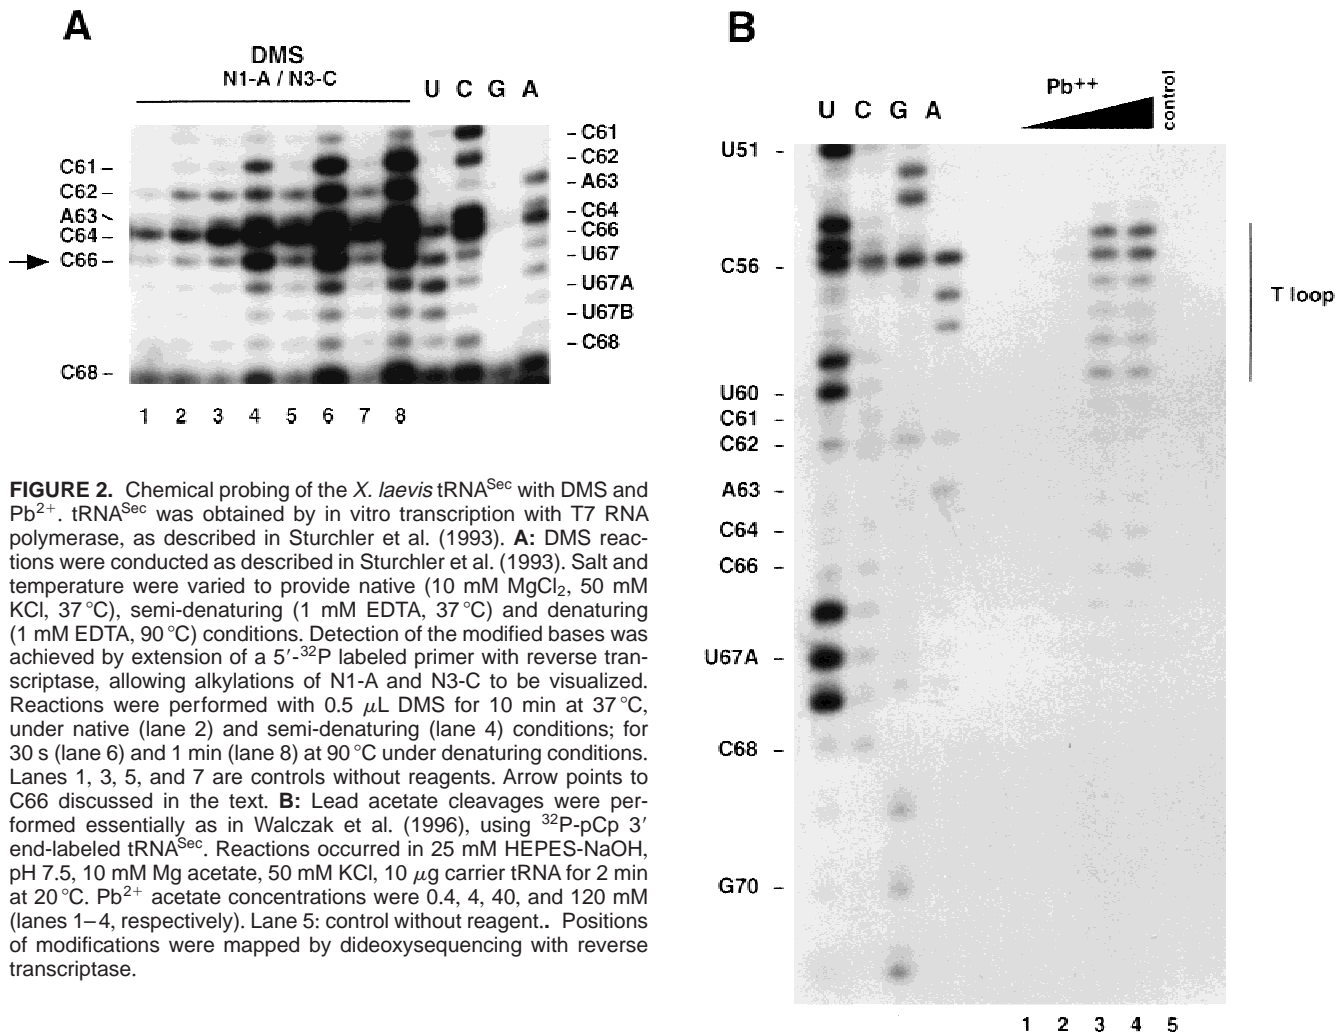 A
DMS
N1-A / N3-C
U C G A
C61 –
C62 –
A63
C64 –
C66 –
C68 –
– C61
– C62
– A63
– C64
– C66
– U67
– U67A
– U67B
– C68
1 2 3 4 5 6 7 8
FIGURE 2. Chemical probing of the X. laevis tRNA^Sec with DMS and
Pb²⁺. tRNA^Sec was obtained by in vitro transcription with T7 RNA
polymerase, as described in Sturchler et al. (1993). A: DMS reac-
tions were conducted as described in Sturchler et al. (1993). Salt and
temperature were varied to provide native (10 mM MgCl₂, 50 mM
KCl, 37 °C), semi-denaturing (1 mM EDTA, 37 °C) and denaturing
(1 mM EDTA, 90 °C) conditions. Detection of the modified bases was
achieved by extension of a 5′-³²P labeled primer with reverse tran-
scriptase, allowing alkylations of N1-A and N3-C to be visualized.
Reactions were performed with 0.5 μL DMS for 10 min at 37 °C,
under native (lane 2) and semi-denaturing (lane 4) conditions; for
30 s (lane 6) and 1 min (lane 8) at 90 °C under denaturing conditions.
Lanes 1, 3, 5, and 7 are controls without reagents. Arrow points to
C66 discussed in the text. B: Lead acetate cleavages were per-
formed essentially as in Walczak et al. (1996), using ³²P-pCp 3′
end-labeled tRNA^Sec. Reactions occurred in 25 mM HEPES-NaOH,
pH 7.5, 10 mM Mg acetate, 50 mM KCl, 10 μg carrier tRNA for 2 min
at 20 °C. Pb²⁺ acetate concentrations were 0.4, 4, 40, and 120 mM
(lanes 1–4, respectively). Lane 5: control without reagent.. Positions
of modifications were mapped by dideoxysequencing with reverse
transcriptase.
B
Pb++
control
U C G A
U51 -
C56 -
U60 -
C61 -
C62 -
A63 -
C64 -
C66 -
U67A -
C68 -
G70 -
T loop
1 2 3 4 5